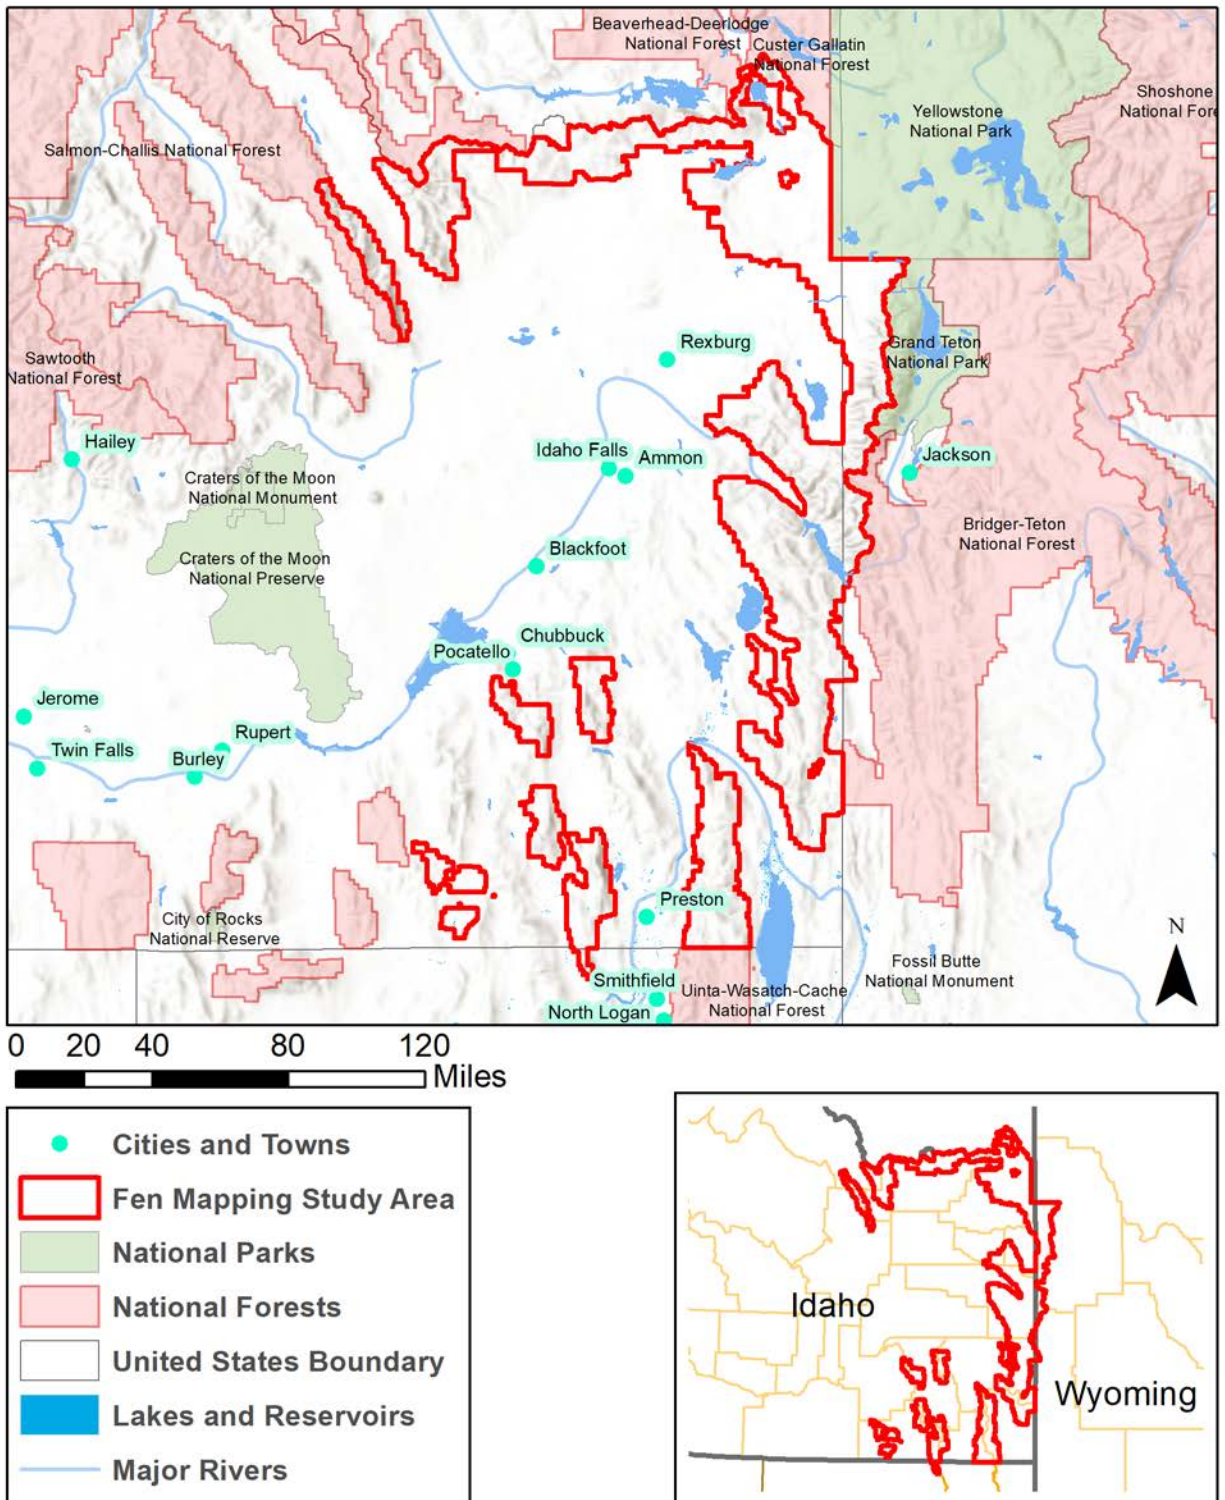 Beaverhead-Deerlodge
National Forest
Custer Gallatin
National Forest
Shoshone
National Fore
Yellowstone
National Park
Salmon-Challis National Forest
Sawtooth
National Forest
Rexburg
Grand Teton
National Park
Hailey
Idaho Falls
Ammon
Jackson
Craters of the Moon
National Monument
Bridger-Teton
National Forest
Blackfoot
Craters of the Moon
National Preserve
Chubbuck
Pocatello
Jerome
Rupert
Twin Falls
Burley
Preston
City of Rocks
National Reserve
N
Fossil Butte
National Monument
Smithfield
Uinta-Wasatch-Cache
National Forest
North Logan
0 20 40 80 120
Miles
Cities and Towns
Fen Mapping Study Area
National Parks
National Forests
United States Boundary
Lakes and Reservoirs
Major Rivers
Idaho
Wyoming